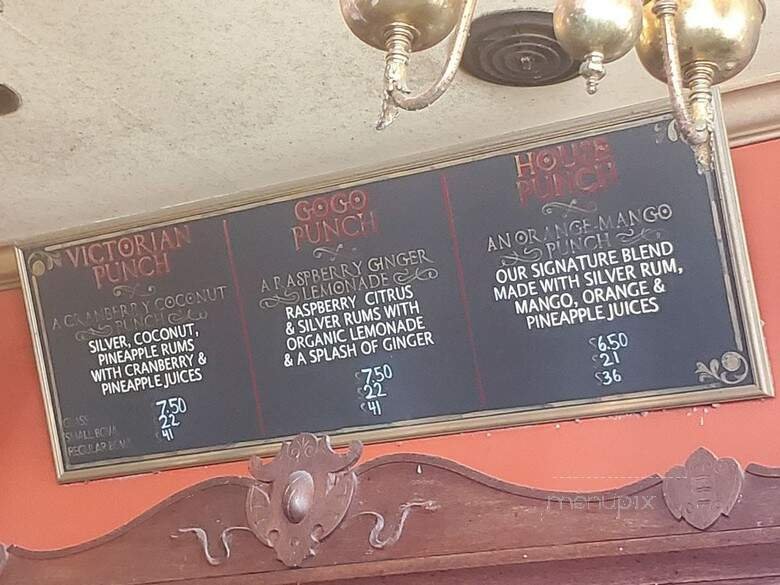 VICTORIAN
PUNCH
A CRANBERRY COCONUT
PUNCH
SILVER, COCONUT,
PINEAPPLE RUMS
WITH CRANBERRY &
PINEAPPLE JUICES
GLASS 7.50
SMALL BOWL 22
REGULAR BOWL $41
GOGO
PUNCH
A RASPBERRY GINGER
LEMONADE
RASPBERRY CITRUS
& SILVER RUMS WITH
ORGANIC LEMONADE
& A SPLASH OF GINGER
$7.50
$22
$41
HOUSE
PUNCH
AN ORANGE-MANGO
PUNCH
OUR SIGNATURE BLEND
MADE WITH SILVER RUM,
MANGO, ORANGE &
PINEAPPLE JUICES
$6.50
$21
$36
menupix